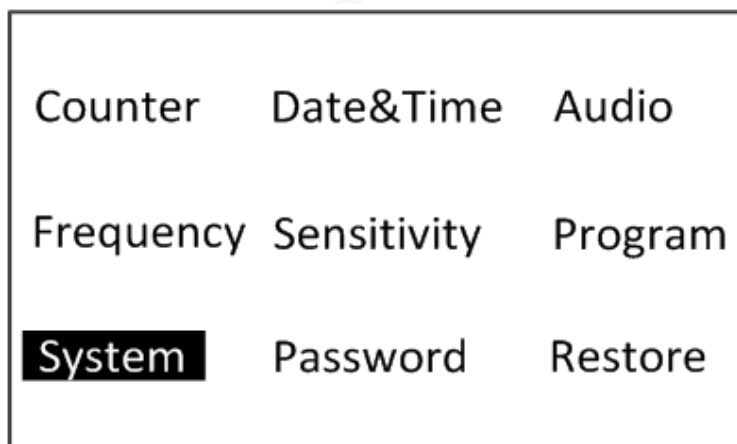 Counter Date&Time Audio
Frequency Sensitivity Program
System Password Restore